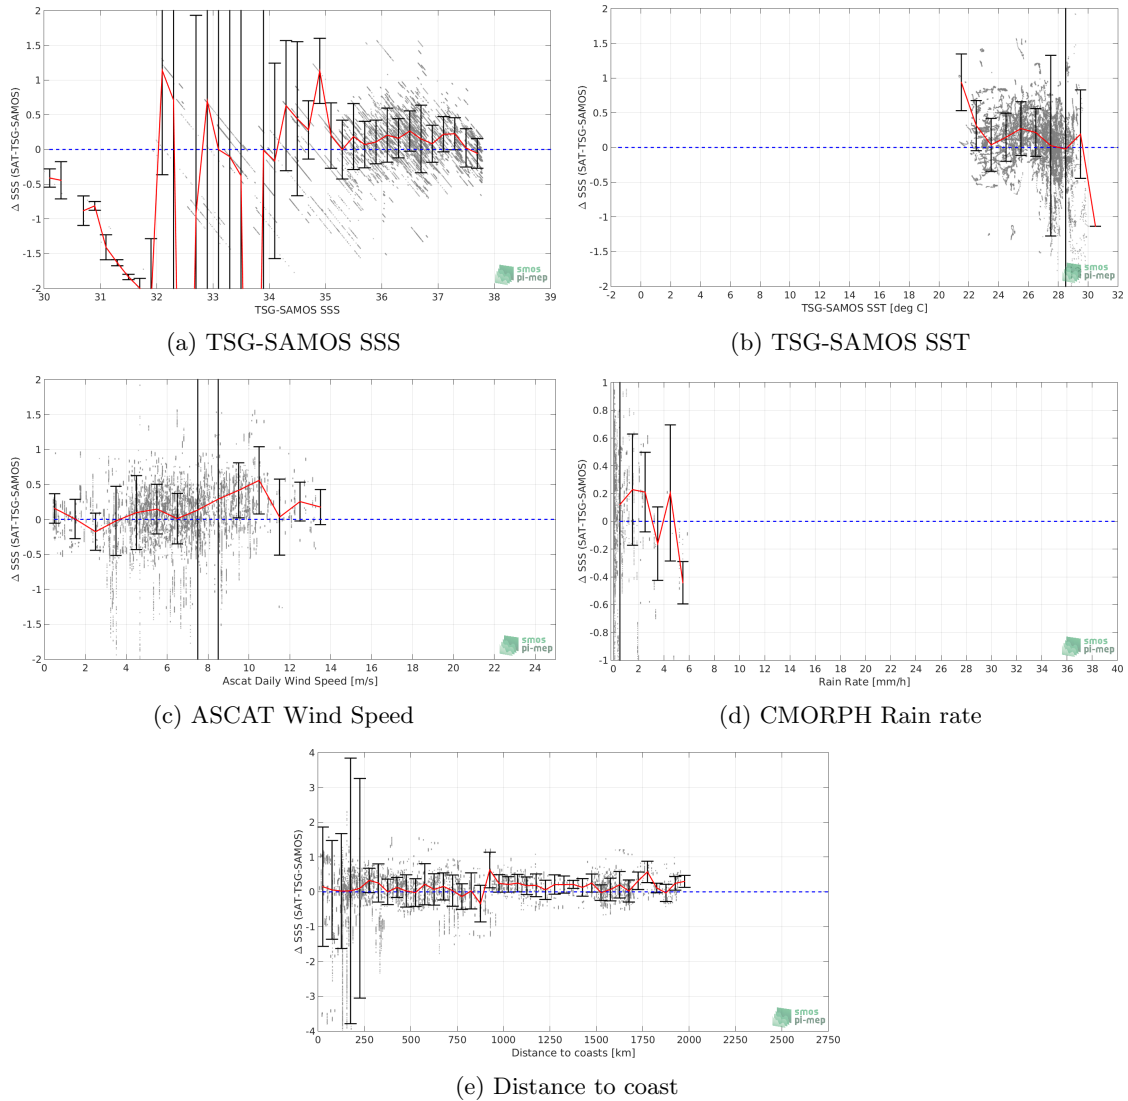 2
1.5
1
0.5
0
-0.5
-1
-1.5
-2
Δ SSS (SAT-TSG-SAMOS)
30 31 32 33 34 35 36 37 38 39
TSG-SAMOS SSS
smos
pi-mep
(a) TSG-SAMOS SSS
2
1.5
1
0.5
0
-0.5
-1
-1.5
-2
Δ SSS (SAT-TSG-SAMOS)
-2 0 2 4 6 8 10 12 14 16 18 20 22 24 26 28 30 32
TSG-SAMOS SST [deg C]
smos
pi-mep
(b) TSG-SAMOS SST
2
1.5
1
0.5
0
-0.5
-1
-1.5
-2
Δ SSS (SAT-TSG-SAMOS)
0 2 4 6 8 10 12 14 16 18 20 22 24
Ascat Daily Wind Speed [m/s]
smos
pi-mep
(c) ASCAT Wind Speed
1
0.8
0.6
0.4
0.2
0
-0.2
-0.4
-0.6
-0.8
-1
Δ SSS (SAT-TSG-SAMOS)
0 2 4 6 8 10 12 14 16 18 20 22 24 26 28 30 32 34 36 38 40
Rain Rate [mm/h]
smos
pi-mep
(d) CMORPH Rain rate
4
3
2
1
0
-1
-2
-3
-4
Δ SSS (SAT-TSG-SAMOS)
0 250 500 750 1000 1250 1500 1750 2000 2250 2500 2750
Distance to coasts [km]
smos
pi-mep
(e) Distance to coast